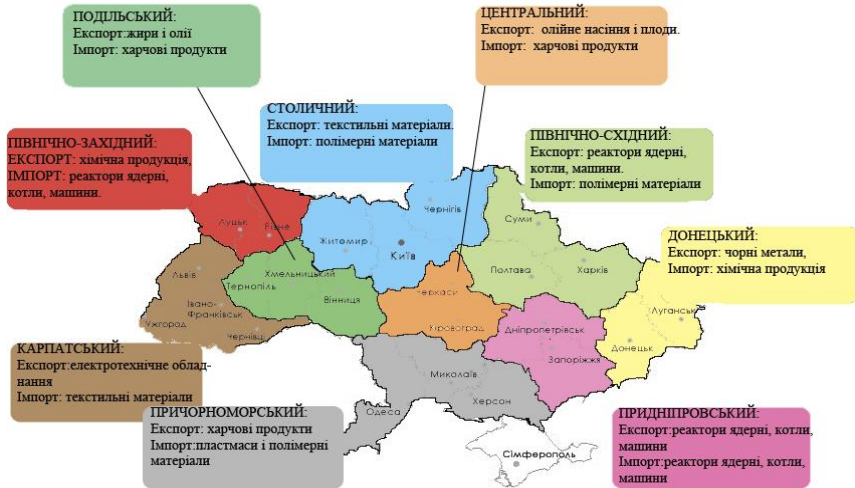 ПОДІЛЬСЬКИЙ:
Експорт:жири і олії
Імпорт: харчові продукти
ЦЕНТРАЛЬНИЙ:
Експорт: олійне насіння і плоди.
Імпорт: харчові продукти
СТОЛИЧНИЙ:
Експорт: текстильні матеріали.
Імпорт: полімерні матеріали
ПІВНІЧНО-ЗАХІДНИЙ:
ЕКСПОРТ: хімічна продукція,
ІМПОРТ: реактори ядерні,
котли, машини.
ПІВНІЧНО-СХІДНИЙ:
Експорт: реактори ядерні,
котли, машини.
Імпорт: полімерні матеріали
ДОНЕЦЬКИЙ:
Експорт: чорні метали,
Імпорт: хімічна продукція
Луцьк
Рівне
Житомир
Київ
Чернігів
Суми
Полтава
Харків
Львів
Тернопіль
Хмельницький
Вінниця
Івано-
Франківськ
Ужгород
Чернівці
Черкаси
Кіровоград
Дніпропетрівськ
Запоріжжя
Донецьк
Луганськ
Миколаїв
Одеса
Херсон
Сімферополь
КАРПАТСЬКИЙ:
Експорт:електротехнічне облад-
нання
Імпорт: текстильні матеріали
ПРИЧОРНОМОРСЬКИЙ:
Експорт: харчові продукти
Імпорт:пластмаси і полімерні
матеріали
ПРИДНІПРОВСЬКИЙ:
Експорт:реактори ядерні, котли,
машини
Імпорт:реактори ядерні, котли,
машини